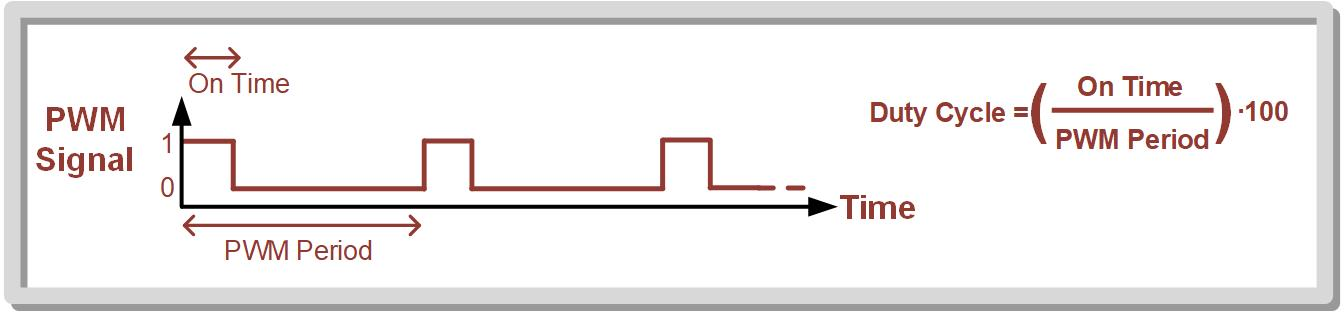 On Time
PWM
Signal
1
0
PWM Period
Time
Duty Cycle =(On Time
PWM Period)·100